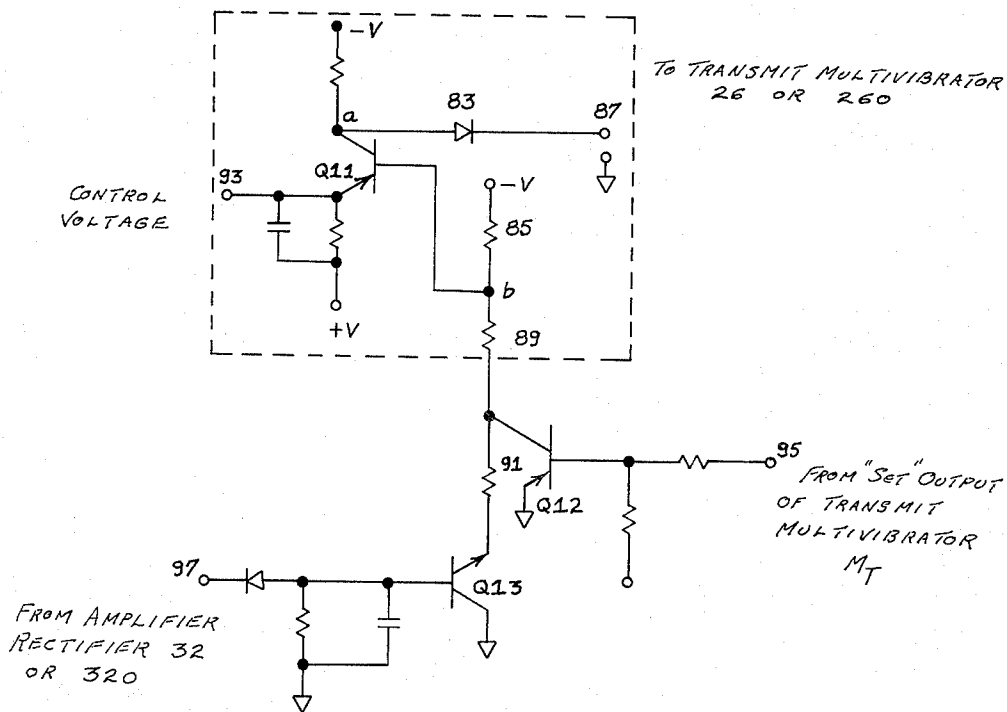 -V
TO TRANSMIT MULTIVIBRATOR
26 OR 260
83
87
a
Q11
93
CONTROL
VOLTAGE
-V
85
b
+V
89
91
95
Q12
FROM "SET" OUTPUT
OF TRANSMIT
MULTIVIBRATOR
MT
97
Q13
FROM AMPLIFIER
RECTIFIER 32
OR 320